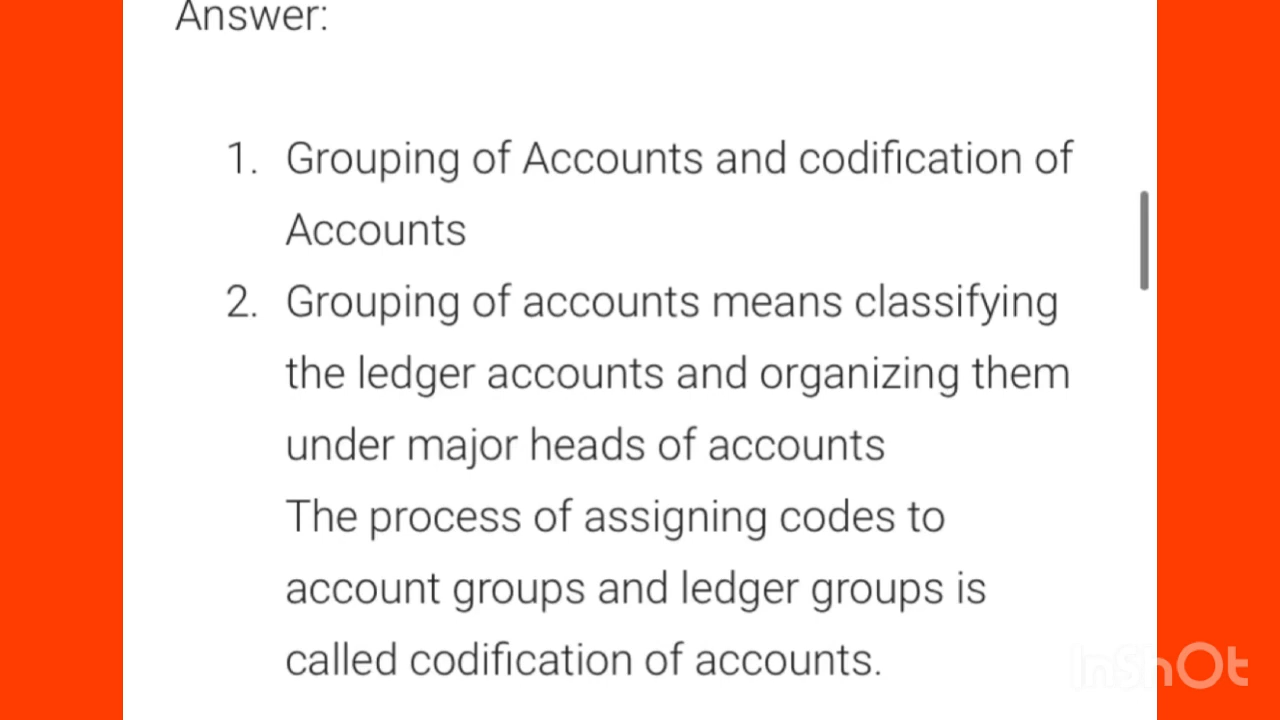 Answer:
1. Grouping of Accounts and codification of
Accounts
2. Grouping of accounts means classifying
the ledger accounts and organizing them
under major heads of accounts
The process of assigning codes to
account groups and ledger groups is
called codification of accounts.
InShOt